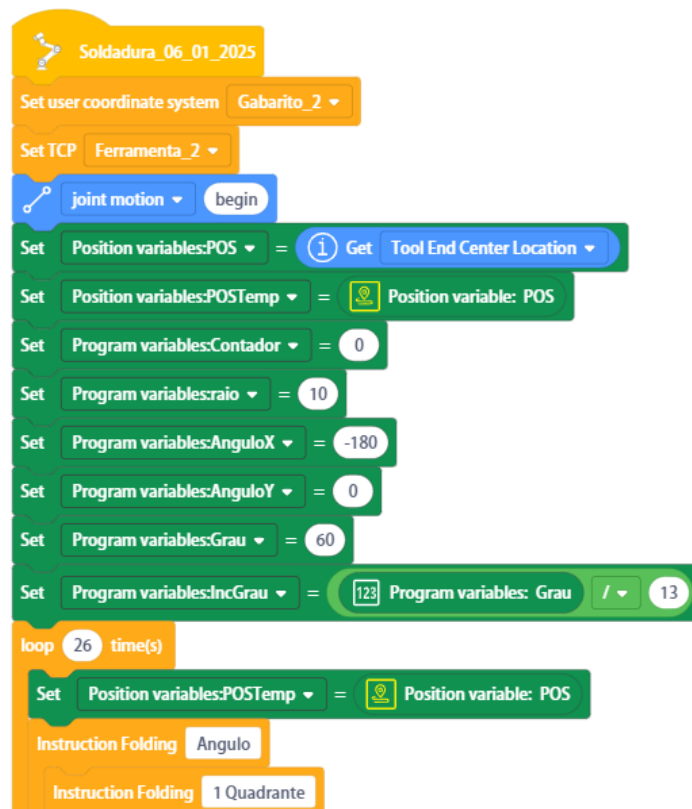 Soldadura_06_01_2025
Set user coordinate system Gabarito_2
Set TCP Ferramenta_2
joint motion begin
Set Position variables:POS = i Get Tool End Center Location
Set Position variables:POSTemp = Position variable: POS
Set Program variables:Contador = 0
Set Program variables:raio = 10
Set Program variables:AnguloX = -180
Set Program variables:AnguloY = 0
Set Program variables:Grau = 60
Set Program variables:IncGrau = 123 Program variables: Grau / 13
loop 26 time(s)
Set Position variables:POSTemp = Position variable: POS
Instruction Folding Angulo
Instruction Folding 1 Quadrante